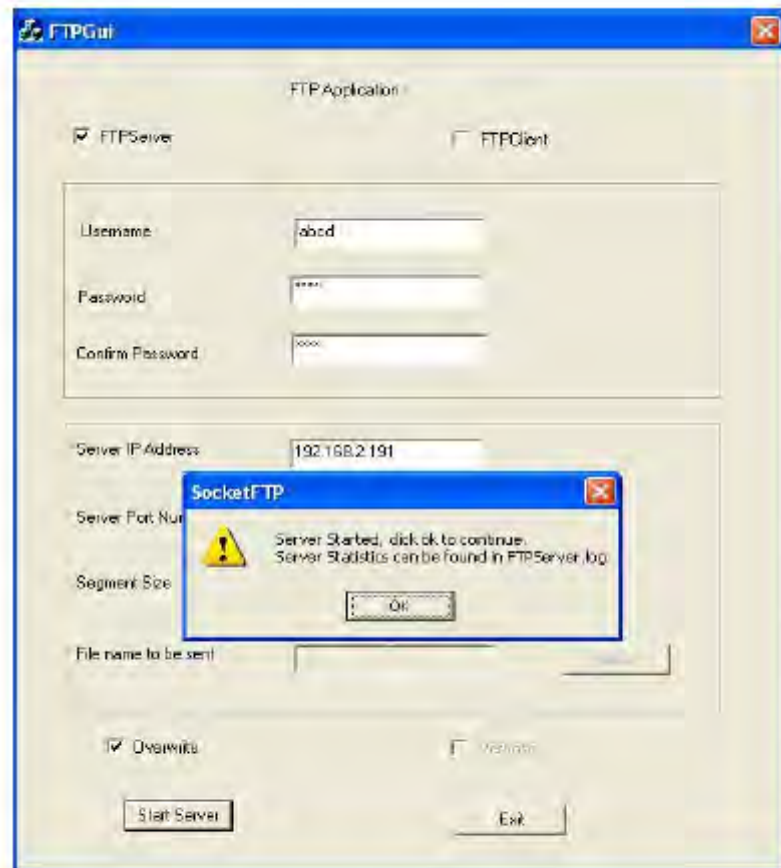 FTPGui
FTP Application
FTPServer
FTPClient
Username
abcd
Password
****
Confirm Password
****
Server IP Address
192.168.2.191
SocketFTP
Server Port Nu
Server Started, click ok to continue.
Server Statistics can be found in FTPServer.log
Segment Size
OK
File name to be sent
Overwrite
Start Server
Exit